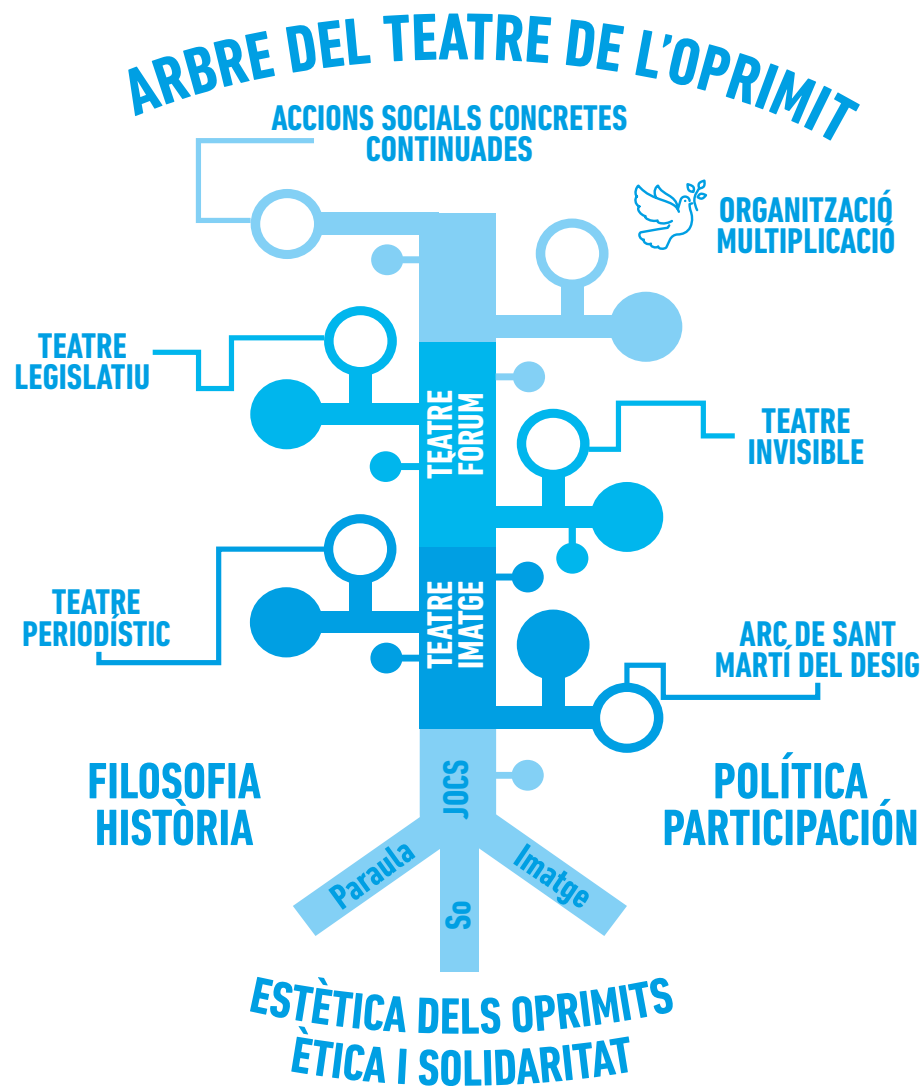 ARBRE DEL TEATRE DE L'OPRIMIT
ACCIONS SOCIALS CONCRETES
CONTINUADES
ORGANITZACIÓ
MULTIPLICACIÓ
TEATRE
LEGISLATIU
TEATRE
FORUM
TEATRE
INVISIBLE
TEATRE
PERIODÍSTIC
TEATRE
IMATGE
ARC DE SANT
MARTÍ DEL DESIG
FILOSOFIA
HISTÒRIA
JOCS
POLÍTICA
PARTICIPACIÓN
Paraula
So
Imatge
ESTÈTICA DELS OPRIMITS
ÈTICA I SOLIDARITAT